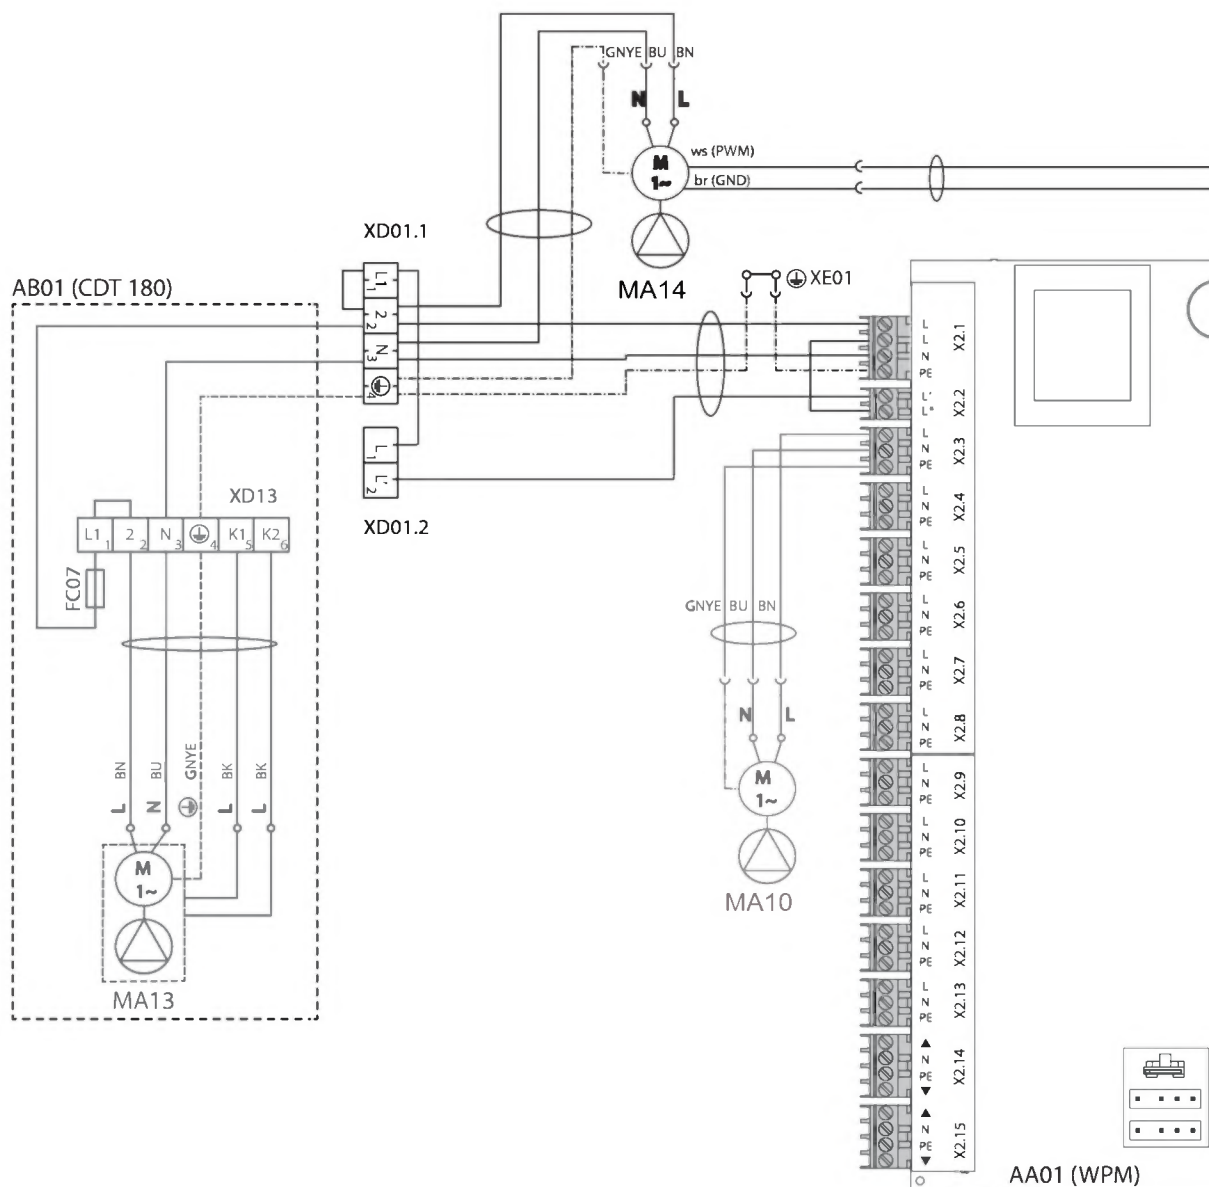 GNYE BU BN
N L
ws (PWM)
M
1~
br (GND)
MA14
XD01.1
L1 1
2 2
N 3
4
L 1
L' 2
XD01.2
XE01
AB01 (CDT 180)
XD13
L1 1 2 2 N 3 4 K1 5 K2 6
FC07
BN BU GNYE BK BK
L N L L
M
1~
MA13
GNYE BU BN
N L
M
1~
MA10
L
L
N
PE
X2.1
L'
L*
X2.2
L
N
PE
X2.3
L
N
PE
X2.4
L
N
PE
X2.5
L
N
PE
X2.6
L
N
PE
X2.7
L
N
PE
X2.8
L
N
PE
X2.9
L
N
PE
X2.10
L
N
PE
X2.11
L
N
PE
X2.12
L
N
PE
X2.13
▲
N
PE
▼
X2.14
▲
N
PE
▼
X2.15
AA01 (WPM)